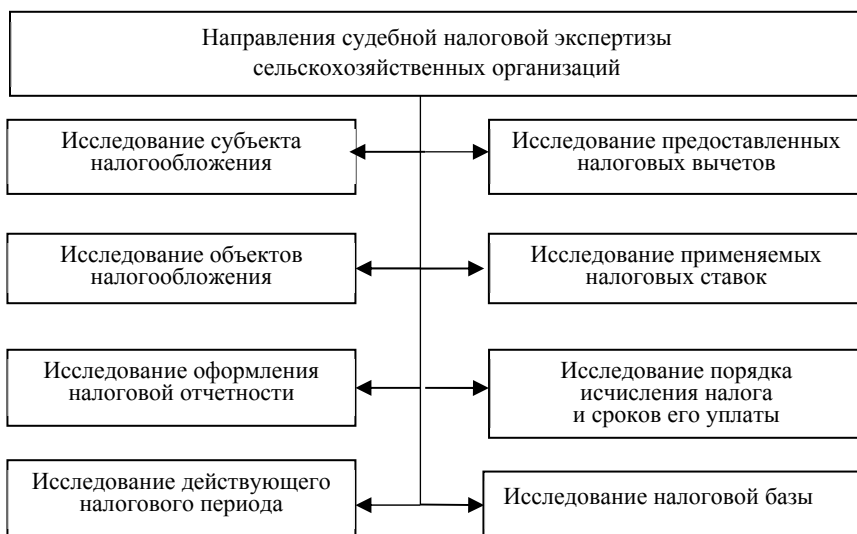 Направления судебной налоговой экспертизы
сельскохозяйственных организаций
Исследование субъекта
налогообложения
Исследование предоставленных
налоговых вычетов
Исследование объектов
налогообложения
Исследование применяемых
налоговых ставок
Исследование оформления
налоговой отчетности
Исследование порядка
исчисления налога
и сроков его уплаты
Исследование действующего
налогового периода
Исследование налоговой базы